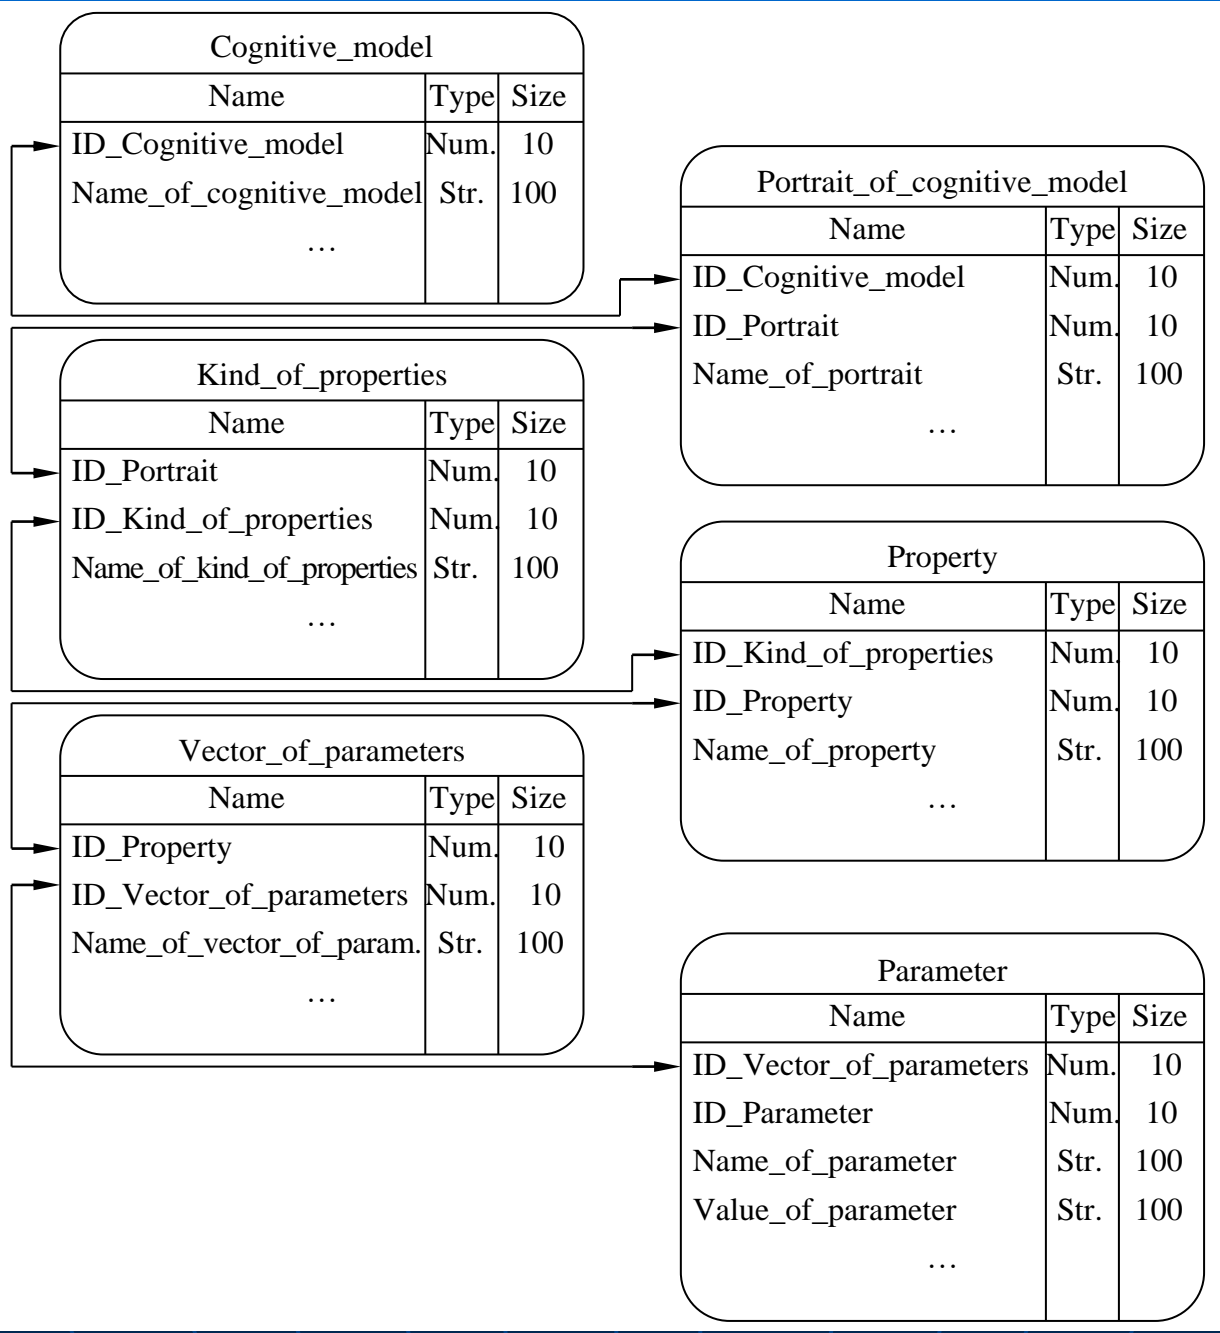 Cognitive_model
Name Type Size
ID_Cognitive_model Num. 10
Name_of_cognitive_model Str. 100
…
Portrait_of_cognitive_model
Name Type Size
ID_Cognitive_model Num. 10
ID_Portrait Num. 10
Name_of_portrait Str. 100
…
Kind_of_properties
Name Type Size
ID_Portrait Num. 10
ID_Kind_of_properties Num. 10
Name_of_kind_of_properties Str. 100
…
Property
Name Type Size
ID_Kind_of_properties Num. 10
ID_Property Num. 10
Name_of_property Str. 100
…
Vector_of_parameters
Name Type Size
ID_Property Num. 10
ID_Vector_of_parameters Num. 10
Name_of_vector_of_param. Str. 100
…
Parameter
Name Type Size
ID_Vector_of_parameters Num. 10
ID_Parameter Num. 10
Name_of_parameter Str. 100
Value_of_parameter Str. 100
…